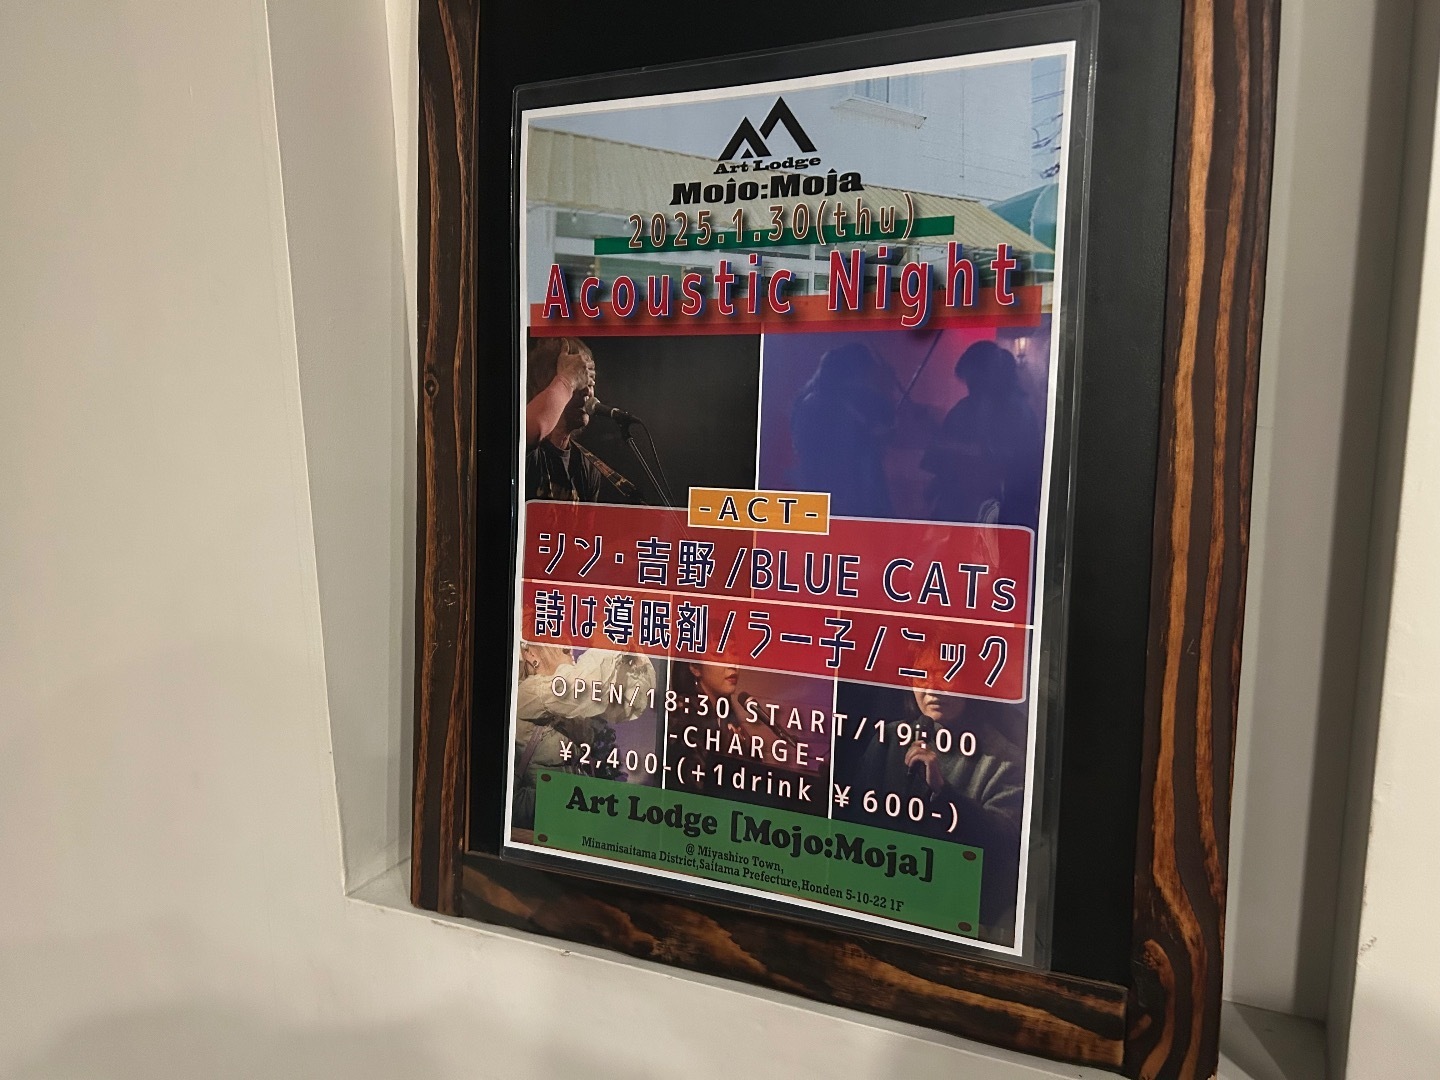 Art Lodge
Mojo:Moja
2025.1.30(thu)
Acoustic Night
-ACT-
シン・吉野/BLUE CATs
詩は導眠剤/ラー子/ニック
OPEN/18:30 START/19:00
-CHARGE-
¥2,400-(+1drink ¥600-)
Art Lodge [Mojo:Moja]
@ Miyashiro Town,
Minamisaitama District,Saitama Prefecture,Honden 5-10-22 1F